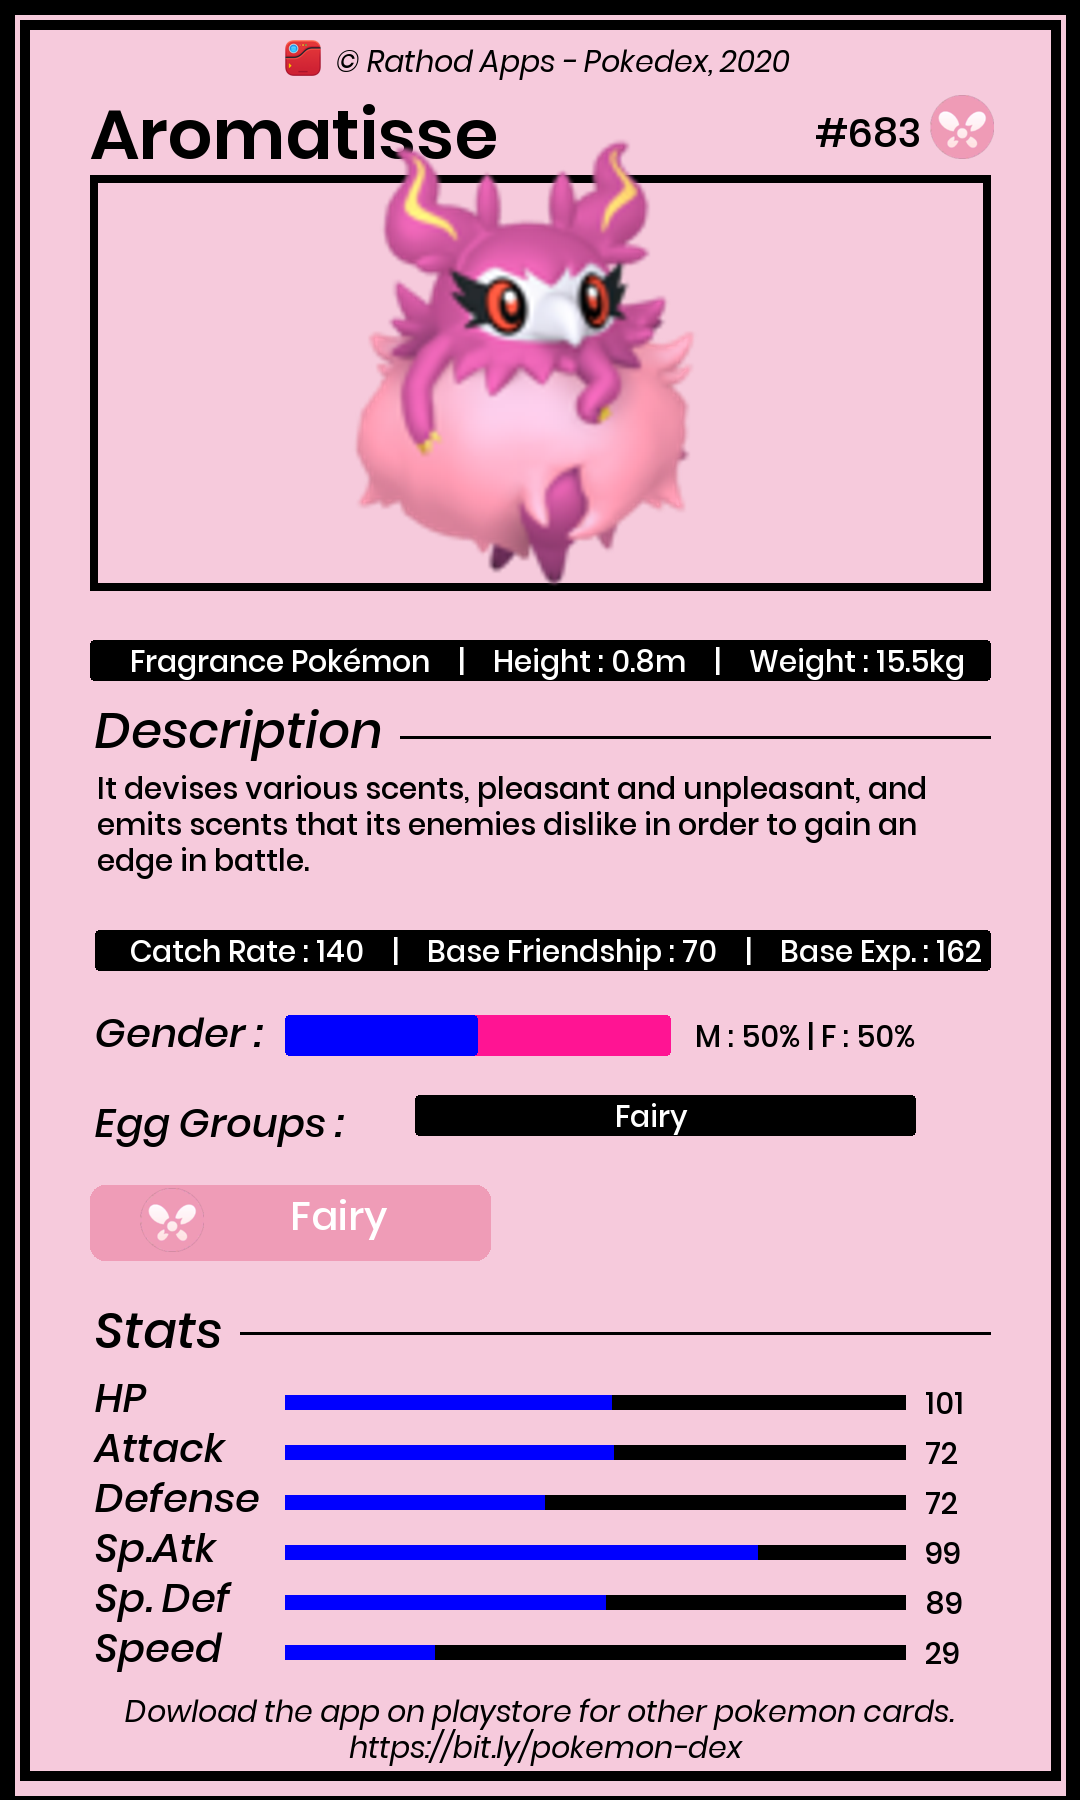 © Rathod Apps - Pokedex, 2020
Aromatisse
#683
Fragrance Pokémon | Height : 0.8m | Weight : 15.5kg
Description
It devises various scents, pleasant and unpleasant, and
emits scents that its enemies dislike in order to gain an
edge in battle.
Catch Rate : 140 | Base Friendship : 70 | Base Exp. : 162
Gender : M : 50% | F : 50%
Egg Groups : Fairy
Fairy
Stats
HP 101
Attack 72
Defense 72
Sp.Atk 99
Sp. Def 89
Speed 29
Dowload the app on playstore for other pokemon cards.
https://bit.ly/pokemon-dex